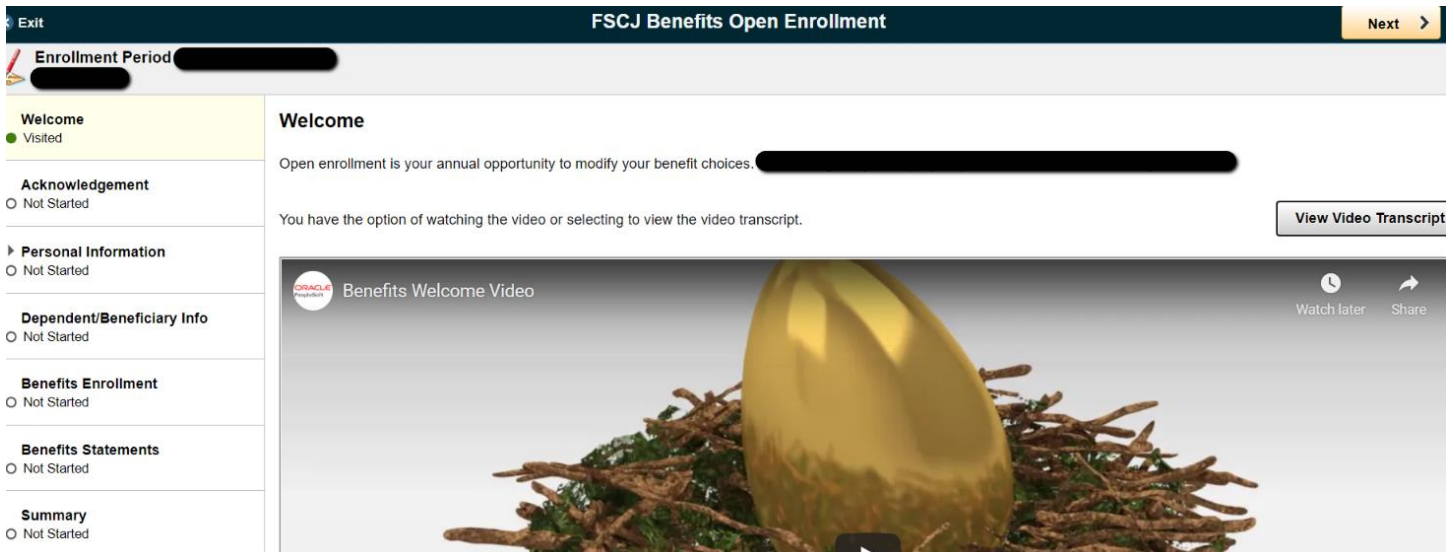 Exit
FSCJ Benefits Open Enrollment
Next
Enrollment Period
Welcome
Visited
Acknowledgement
Not Started
Personal Information
Not Started
Dependent/Beneficiary Info
Not Started
Benefits Enrollment
Not Started
Benefits Statements
Not Started
Summary
Not Started
Welcome
Open enrollment is your annual opportunity to modify your benefit choices.
You have the option of watching the video or selecting to view the video transcript.
View Video Transcript
ORACLE
PeopleSoft
Benefits Welcome Video
Watch later
Share